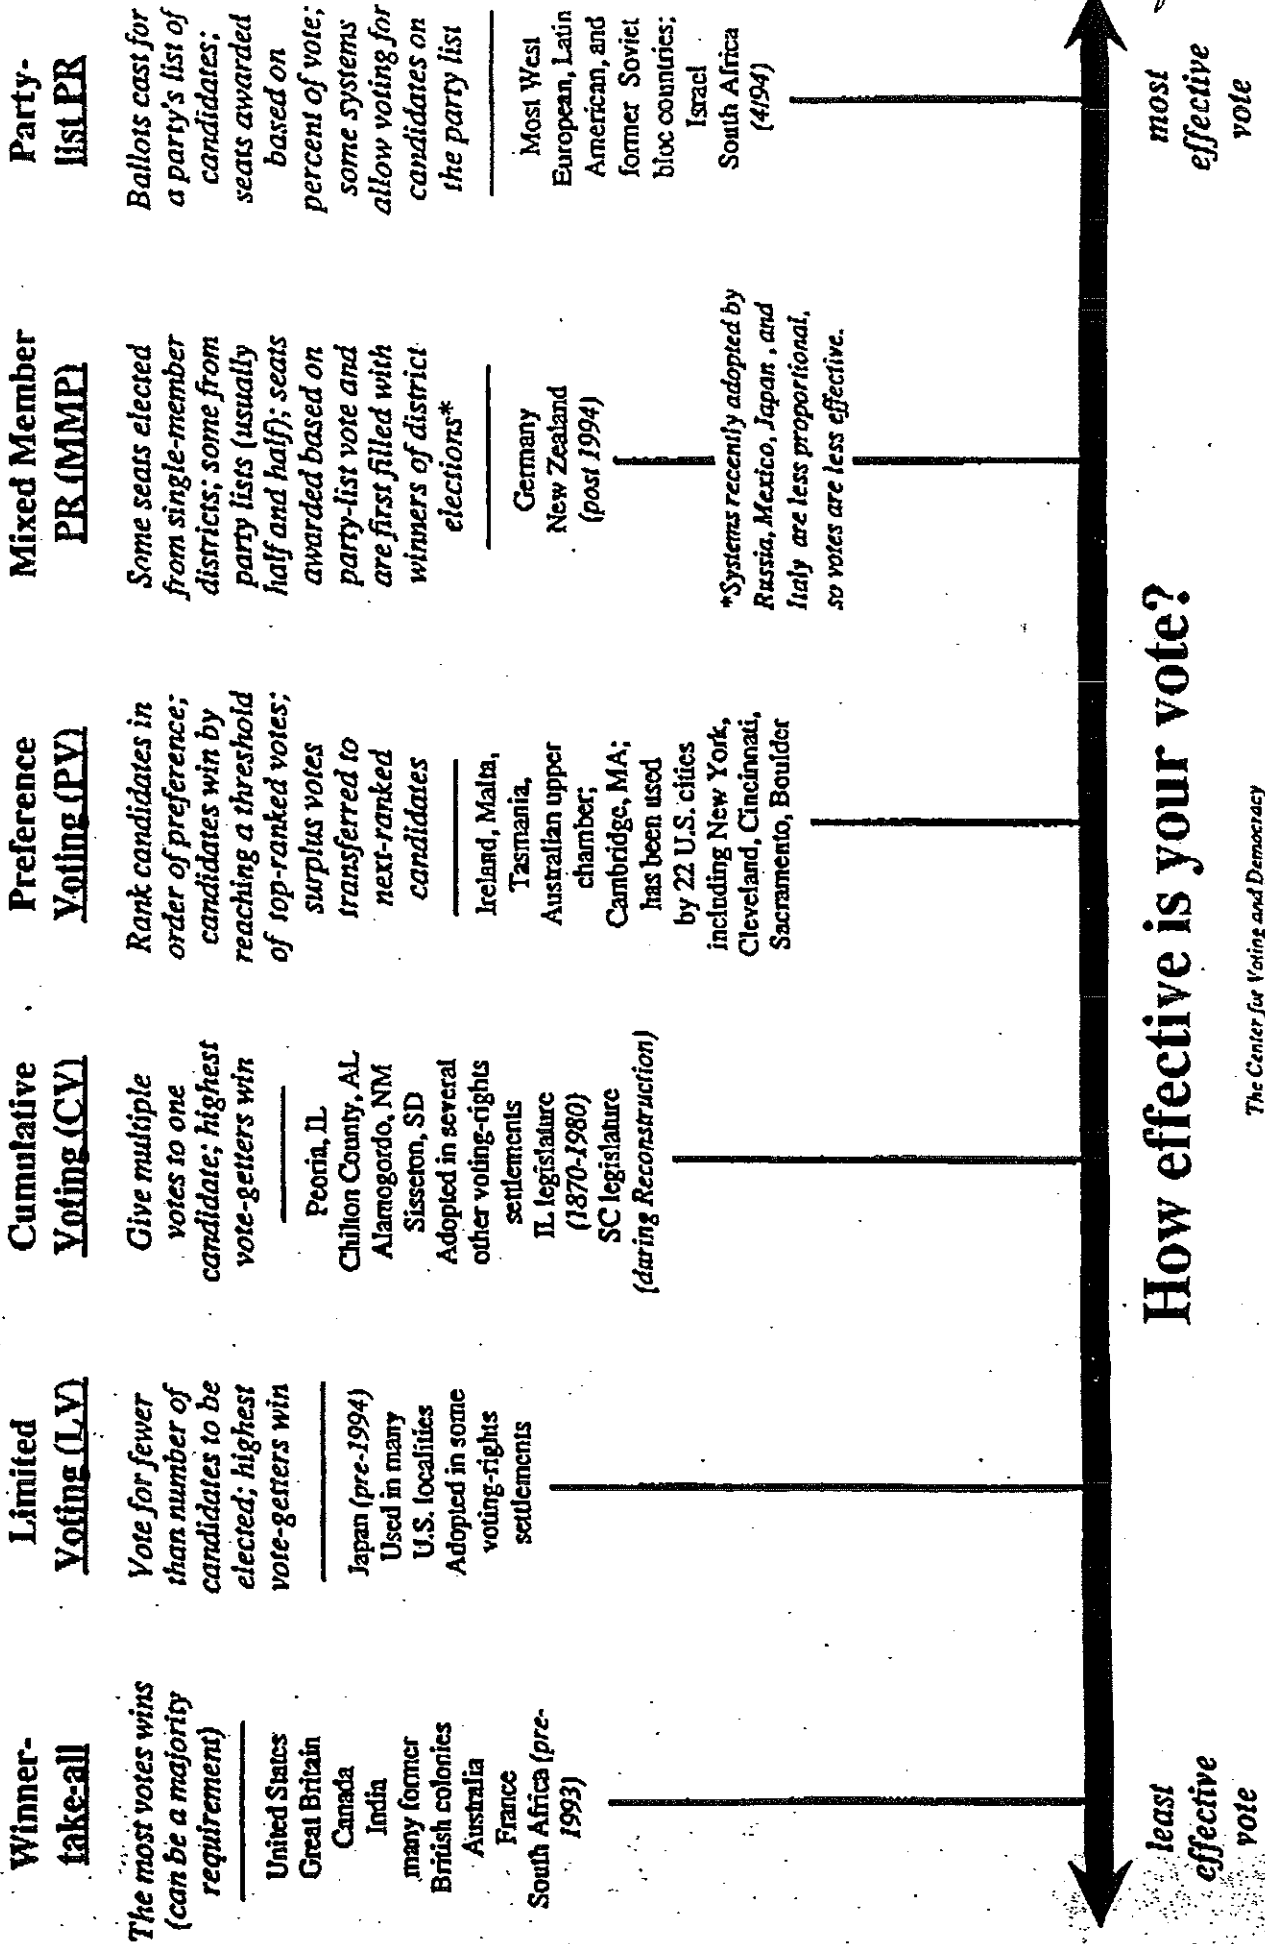 Winner-
take-all
The most votes wins
(can be a majority
requirement)
United States
Great Britain
Canada
India
many former
British colonies
Australia
France
South Africa (pre-
1993)
Limited
Voting (LV)
Vote for fewer
than number of
candidates to be
elected; highest
vote-getters win
Japan (pre-1994)
Used in many
U.S. localities
Adopted in some
voting-rights
settlements
Cumulative
Voting (CV)
Give multiple
votes to one
candidate; highest
vote-getters win
Peoria, IL
Chilton County, AL
Alamogordo, NM
Sisseton, SD
Adopted in several
other voting-rights
settlements
IL legislature
(1870-1980)
SC legislature
(during Reconstruction)
Preference
Voting (PV)
Rank candidates in
order of preference;
candidates win by
reaching a threshold
of top-ranked votes;
surplus votes
transferred to
next-ranked
candidates
Ireland, Malta,
Tasmania,
Australian upper
chamber;
Cambridge, MA;
has been used
by 22 U.S. cities
including New York,
Cleveland, Cincinnati,
Sacramento, Boulder
Mixed Member
PR (MMP)
Some seats elected
from single-member
districts; some from
party lists (usually
half and half); seats
awarded based on
party-list vote and
are first filled with
winners of district
elections*
Germany
New Zealand
(post 1994)
*Systems recently adopted by
Russia, Mexico, Japan, and
Italy are less proportional,
so votes are less effective.
Party-
list PR
Ballots cast for
a party's list of
candidates;
seats awarded
based on
percent of vote;
some systems
allow voting for
candidates on
the party list
Most West
European, Latin
American, and
former Soviet
bloc countries;
Israel
South Africa
(4/94)
least
effective
vote
How effective is your vote?
most
effective
vote
The Center for Voting and Democracy